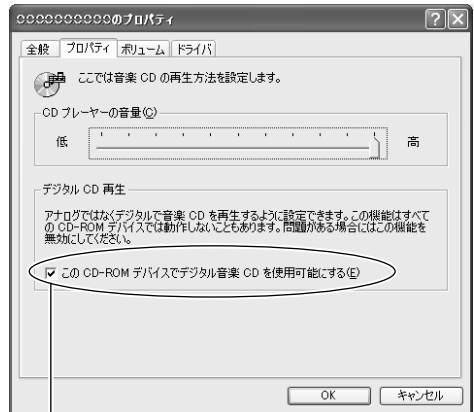 ○○○○○○○○○○のプロパティ
全般 プロパティ ボリューム ドライバ
ここでは音楽 CD の再生方法を設定します。
CD プレーヤーの音量(C)
低 高
デジタル CD 再生
アナログではなくデジタルで音楽 CD を再生するように設定できます。この機能はすべて
の CD-ROM デバイスでは動作しないこともあります。問題がある場合にはこの機能を
無効にしてください。
この CD-ROM デバイスでデジタル音楽 CD を使用可能にする(E)
OK キャンセル